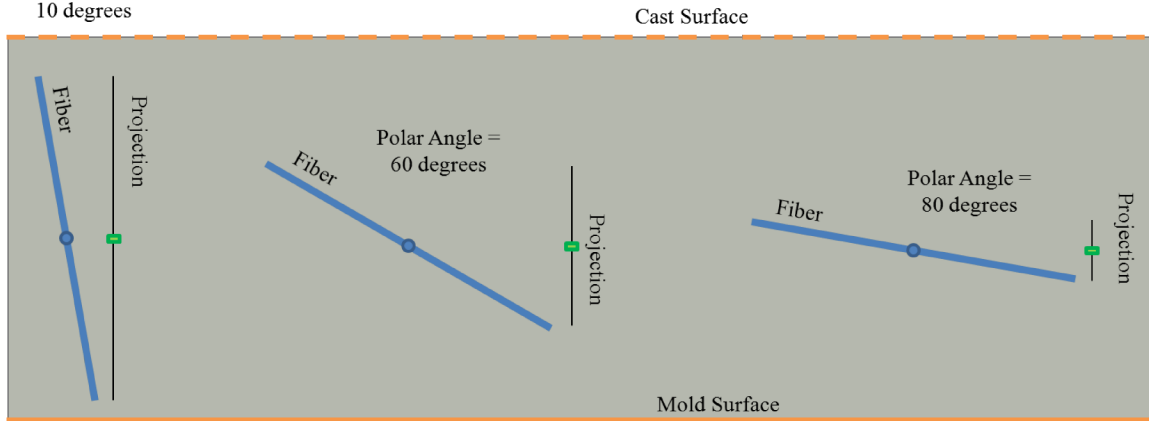 10 degrees
Cast Surface
Fiber
Projection
Polar Angle =
60 degrees
Fiber
Projection
Polar Angle =
80 degrees
Fiber
Projection
Mold Surface